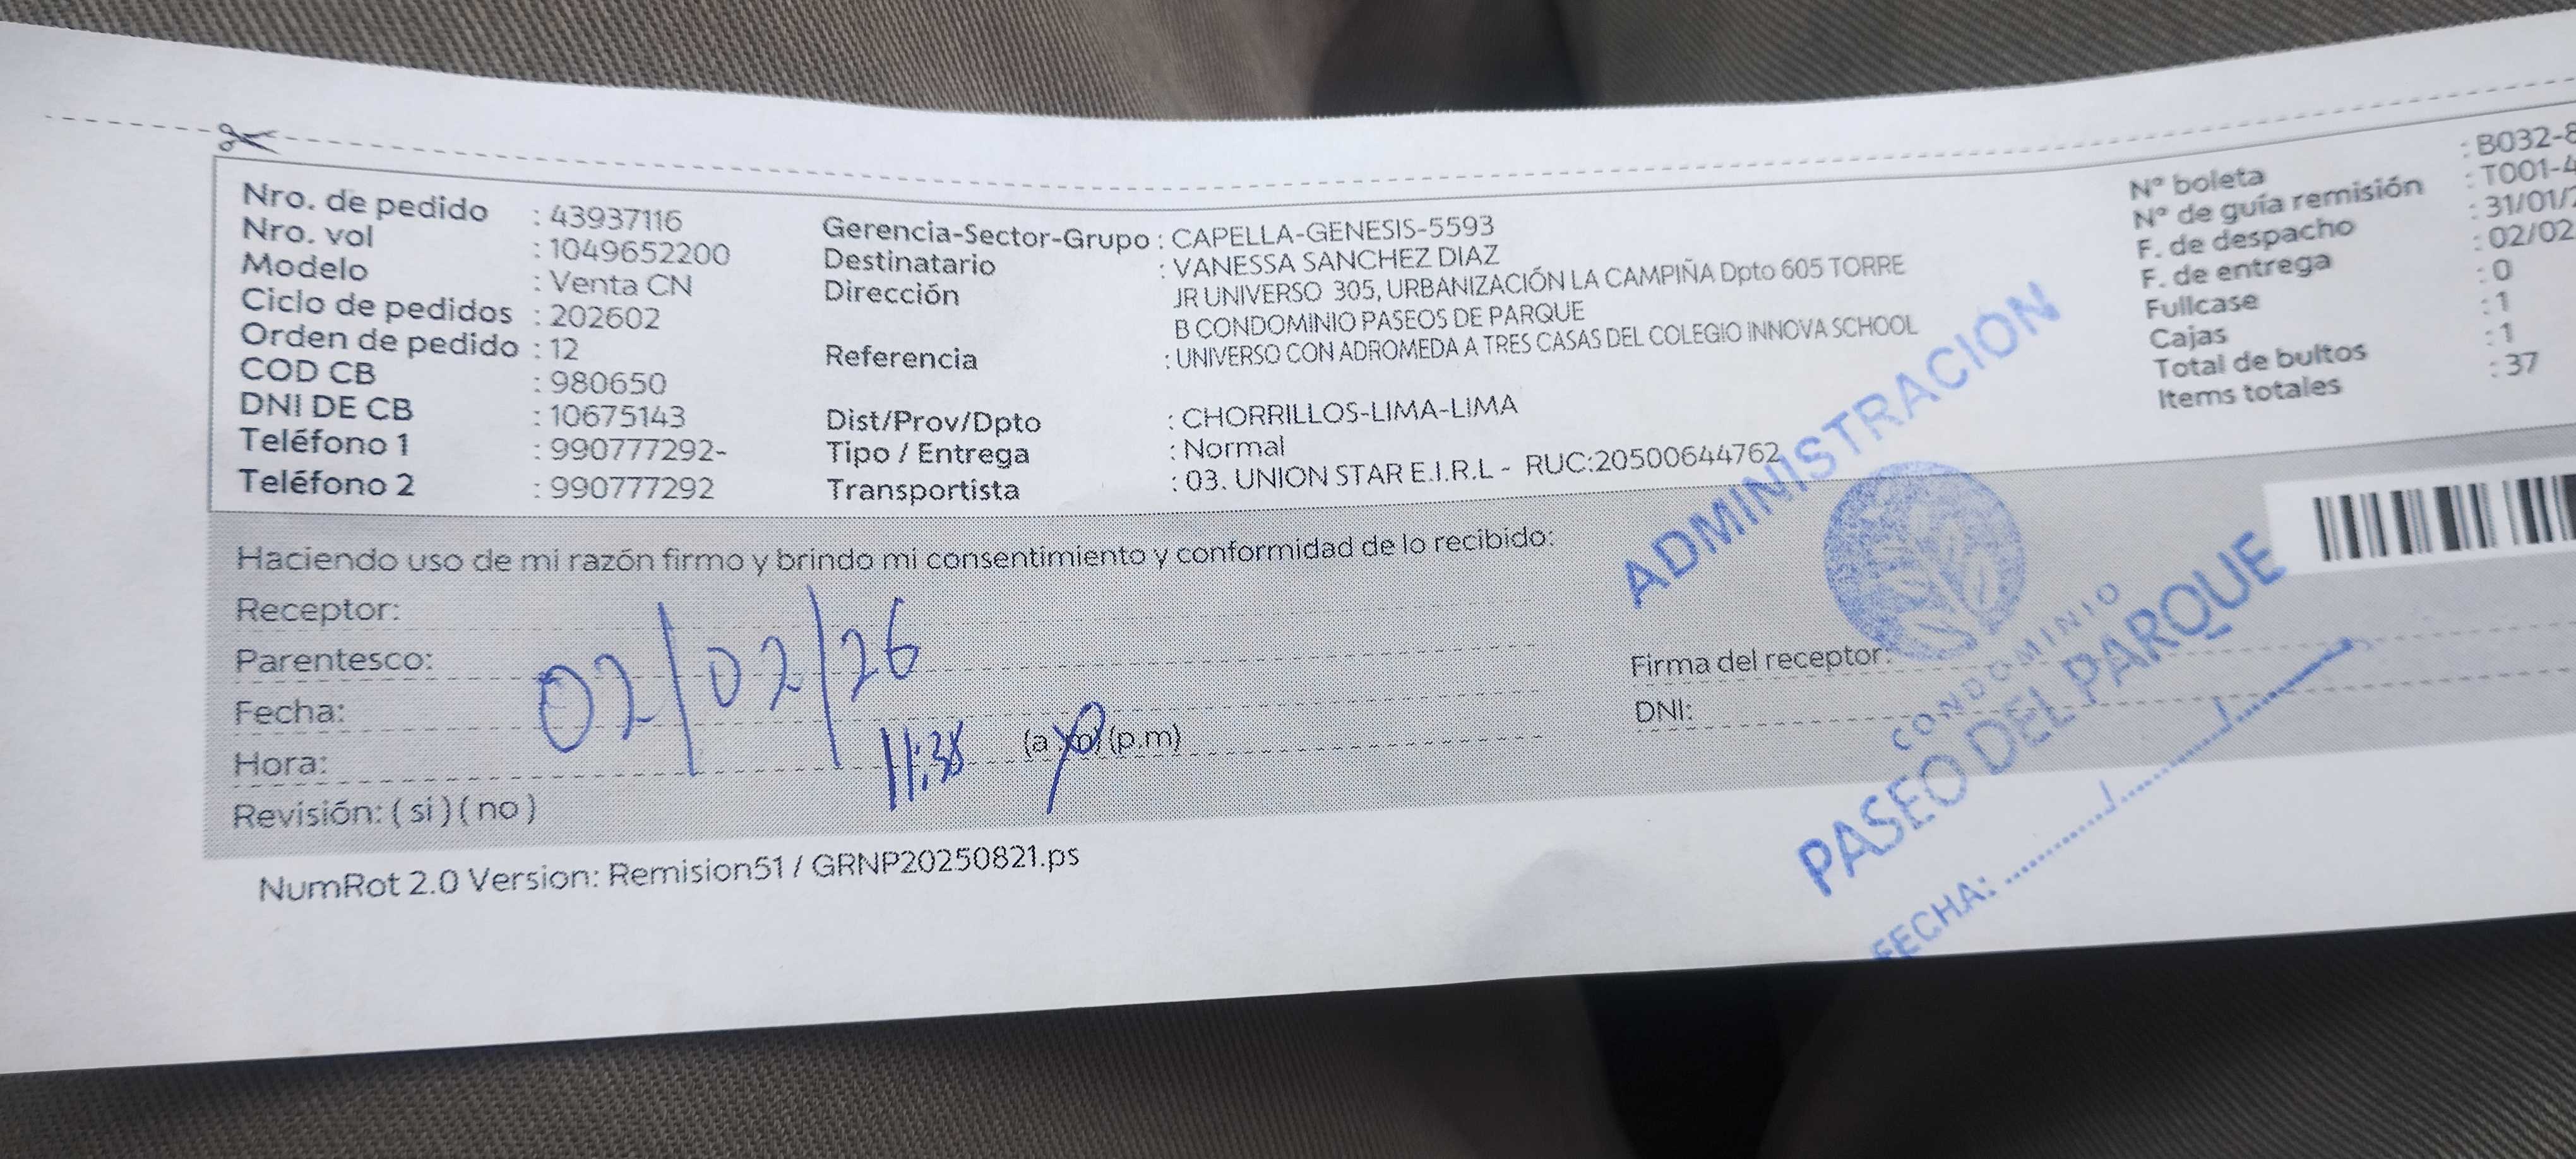 Nro. de pedido : 43937116
Nro. vol : 1049652200
Modelo : Venta CN
Ciclo de pedidos : 202602
Orden de pedido : 12
COD CB : 980650
DNI DE CB : 10675143
Teléfono 1 : 990777292-
Teléfono 2 : 990777292
Gerencia-Sector-Grupo : CAPELLA-GENESIS-5593
Destinatario : VANESSA SANCHEZ DIAZ
Dirección JR UNIVERSO 305, URBANIZACIÓN LA CAMPIÑA Dpto 605 TORRE
B CONDOMINIO PASEOS DE PARQUE
Referencia : UNIVERSO CON ADROMEDA A TRES CASAS DEL COLEGIO INNOVA SCHOOL
Dist/Prov/Dpto : CHORRILLOS-LIMA-LIMA
Tipo / Entrega : Normal
Transportista : 03. UNION STAR E.I.R.L - RUC:20500644762
N° boleta : B032-8
N° de guía remisión : T001-4
F. de despacho : 31/01/2
F. de entrega : 02/02
Fullcase : 0
Cajas : 1
Total de bultos : 1
Items totales : 37
Haciendo uso de mi razón firmo y brindo mi consentimiento y conformidad de lo recibido:
Receptor:
Parentesco:
Fecha: 02/02/26
Hora: 11:38 (a.m)(p.m)
Revisión: ( si ) ( no )
Firma del receptor:
DNI:
ADMINISTRACION
CONDOMINIO
PASEO DEL PARQUE
FECHA:
NumRot 2.0 Version: Remision51 / GRNP20250821.ps